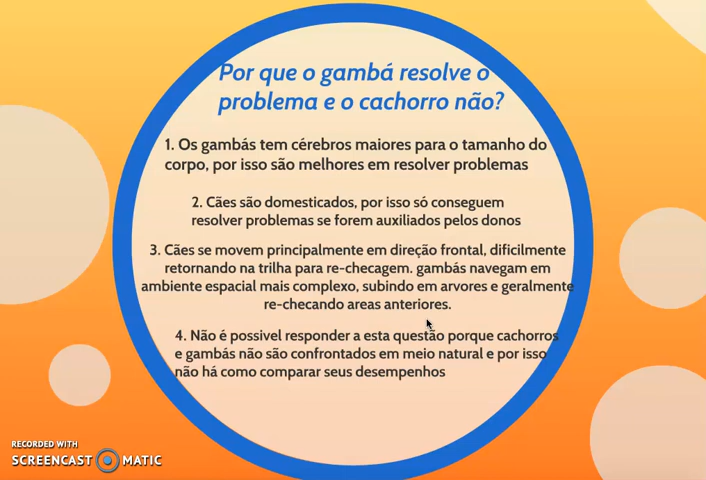 Por que o gambá resolve o
problema e o cachorro não?
1. Os gambás tem cérebros maiores para o tamanho do
corpo, por isso são melhores em resolver problemas
2. Cães são domesticados, por isso só conseguem
resolver problemas se forem auxiliados pelos donos
3. Cães se movem principalmente em direção frontal, dificilmente
retornando na trilha para re-checagem. gambás navegam em
ambiente espacial mais complexo, subindo em arvores e geralmente
re-checando areas anteriores.
4. Não é possivel responder a esta questão porque cachorros
e gambás não são confrontados em meio natural e por isso
não há como comparar seus desempenhos
RECORDED WITH
SCREENCAST MATIC